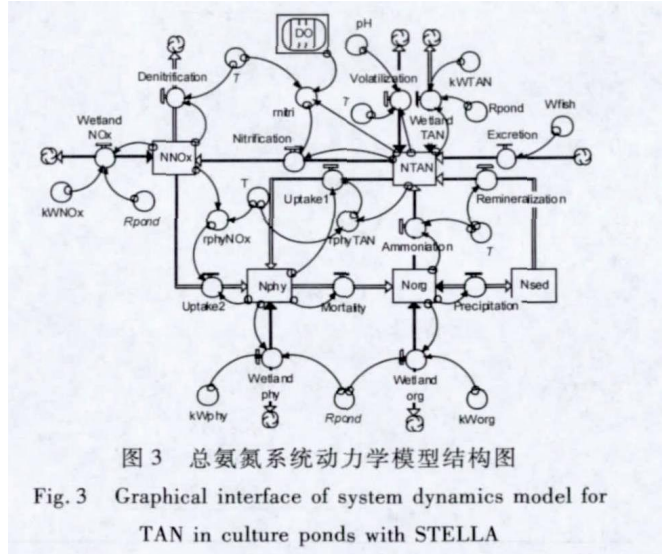 DO
pH
Denitrification
T
Volatilization
kWTAN
rnitri
T
Wetland
TAN
Rpond
Wfish
Wetland
NOx
Nitrification
Excretion
NNOx
NTAN
kWNOx
Rpond
T
Uptake1
Remineralization
rphyNOx
rphyTAN
Ammoniation
T
Nphy
Norg
Nsed
Uptake2
Mortality
Precipitation
Wetland
phy
Wetland
org
kWphy
Rpond
kWorg
图 3 总氨氮系统动力学模型结构图
Fig. 3 Graphical interface of system dynamics model for
TAN in culture ponds with STELLA